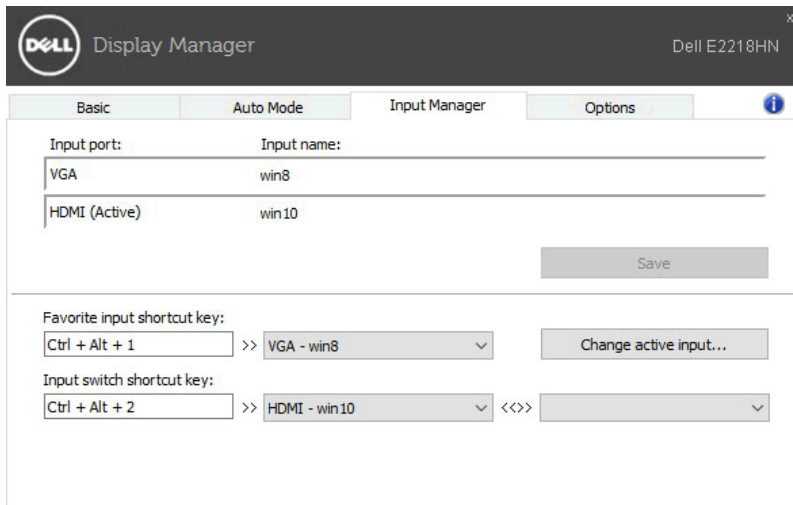 DELL Display Manager
x
Dell E2218HN
Basic Auto Mode Input Manager Options i
Input port: Input name:
VGA win8
HDMI (Active) win10
Save
Favorite input shortcut key:
Ctrl + Alt + 1 >> VGA - win8 Change active input...
Input switch shortcut key:
Ctrl + Alt + 2 >> HDMI - win10 <<>>